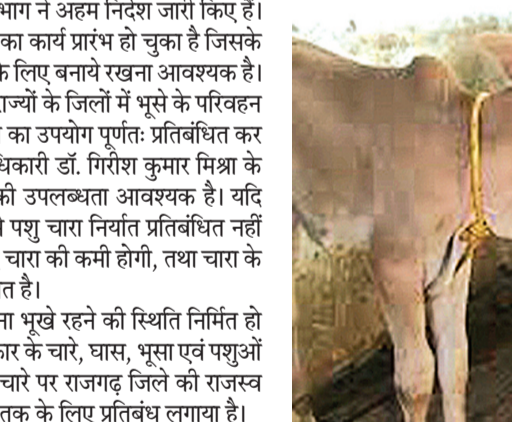 भाग ने अहम निर्देश जारी किए हैं।
का कार्य प्रारंभ हो चुका है जिसके
के लिए बनाये रखना आवश्यक है।
राज्यों के जिलों में भूसे के परिवहन
का उपयोग पूर्णतः प्रतिबंधित कर
धिकारी डॉ. गिरीश कुमार मिश्रा के
की उपलब्धता आवश्यक है। यदि
पशु चारा निर्यात प्रतिबंधित नहीं
चारा की कमी होगी, तथा चारा के
त है।
ना भूखे रहने की स्थिति निर्मित हो
कार के चारे, घास, भूसा एवं पशुओं
चारे पर राजगढ़ जिले की राजस्व
तक के लिए प्रतिबंध लगाया है।